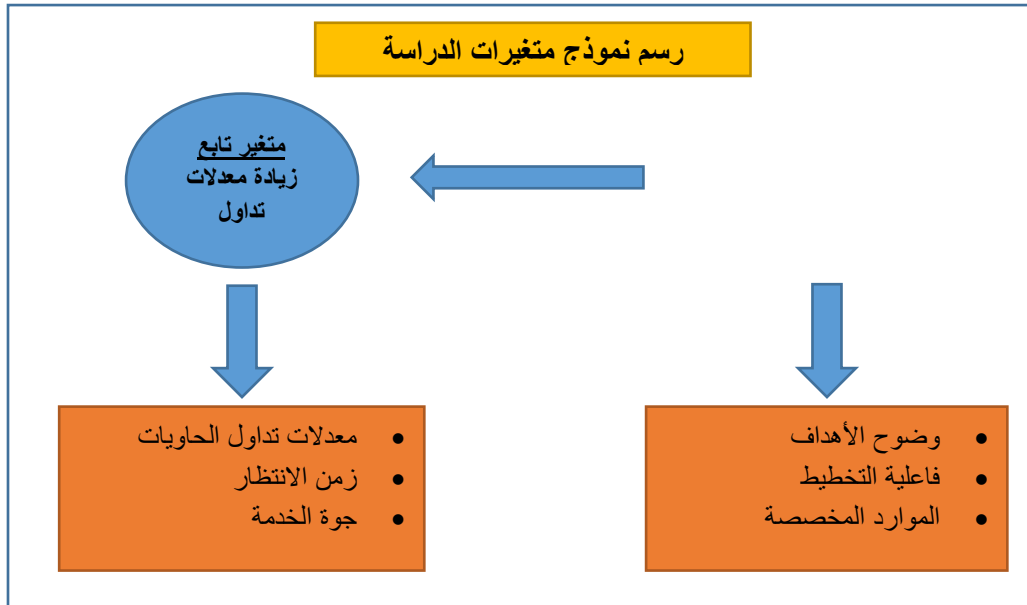 رسم نموذج متغيرات الدراسة
متغير تابع
زيادة معدلات
تداول
وضوح الأهداف
فاعلية التخطيط
الموارد المخصصة
معدلات تداول الحاويات
زمن الانتظار
جوة الخدمة